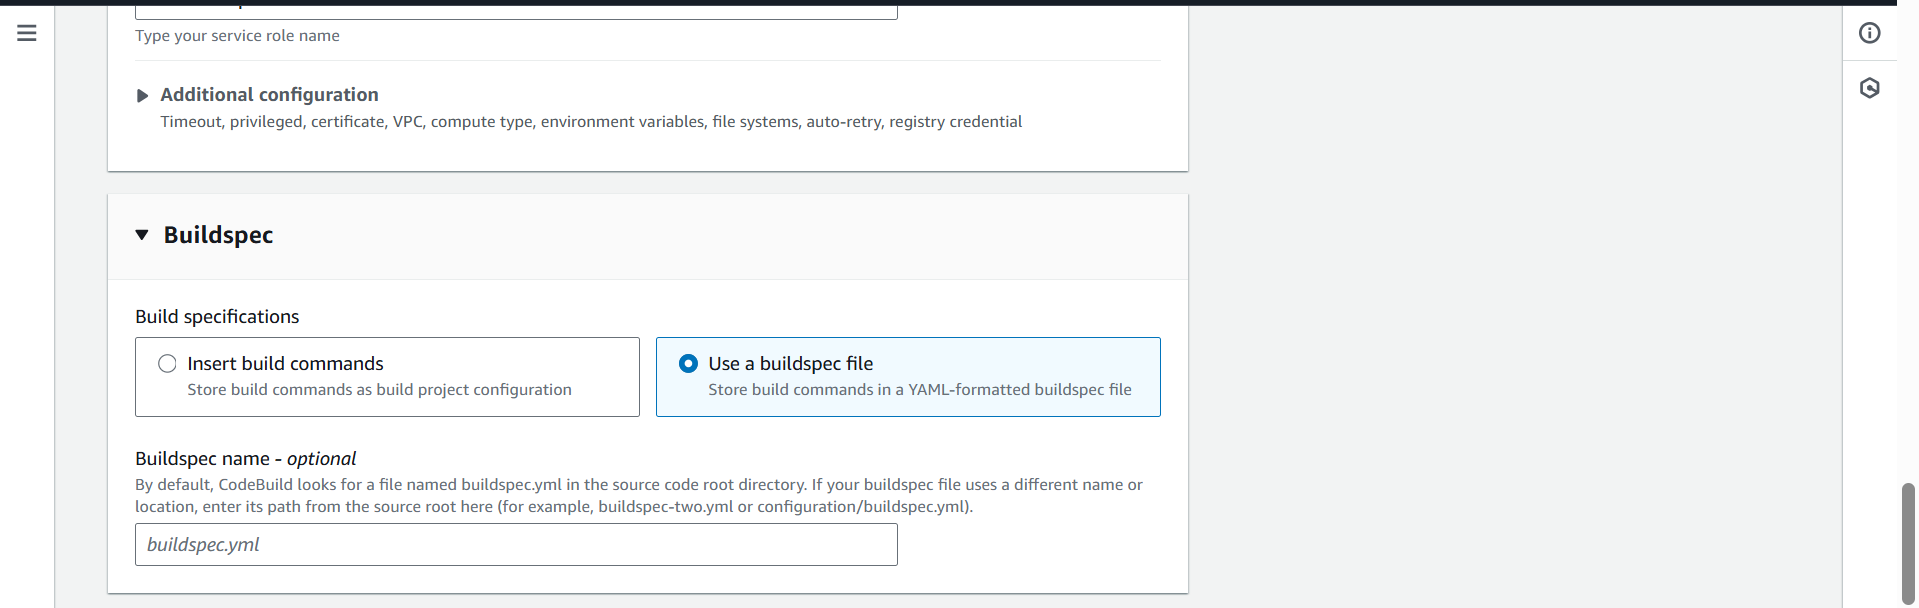 Type your service role name
Additional configuration
Timeout, privileged, certificate, VPC, compute type, environment variables, file systems, auto-retry, registry credential
Buildspec
Build specifications
Insert build commands
Store build commands as build project configuration
Use a buildspec file
Store build commands in a YAML-formatted buildspec file
Buildspec name - optional
By default, CodeBuild looks for a file named buildspec.yml in the source code root directory. If your buildspec file uses a different name or
location, enter its path from the source root here (for example, buildspec-two.yml or configuration/buildspec.yml).
buildspec.yml